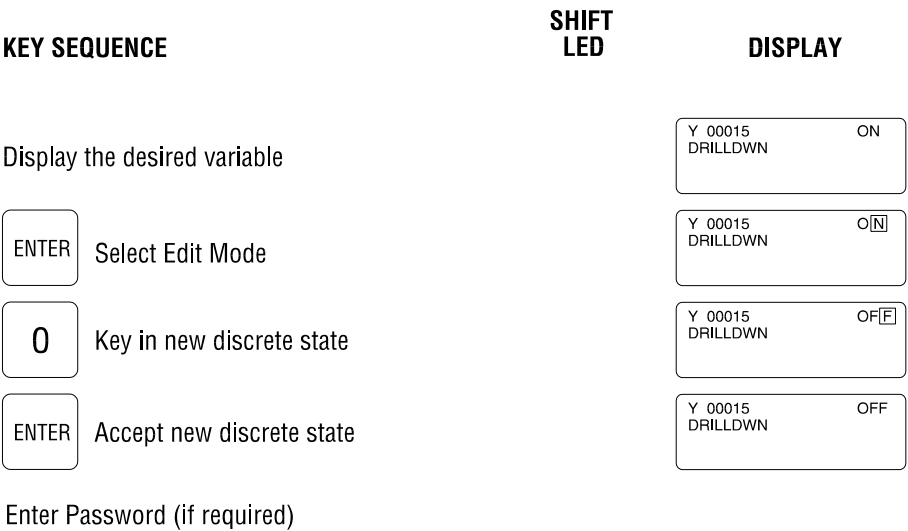 KEY SEQUENCE SHIFT LED DISPLAY
Display the desired variable
Y 00015 ON
DRILLDWN
ENTER Select Edit Mode
Y 00015 ON
DRILLDWN
0 Key in new discrete state
Y 00015 OFF
DRILLDWN
ENTER Accept new discrete state
Y 00015 OFF
DRILLDWN
Enter Password (if required)